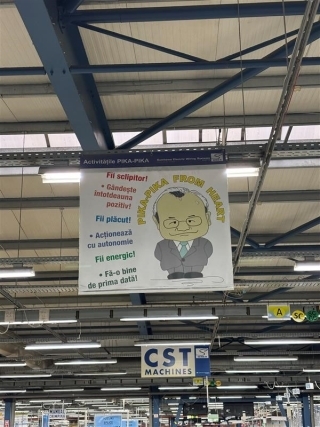 Activitățile PIKA-PIKA
Fii sclipitor!
• Gândește
întotdeauna
pozitiv!
Fii plăcut!
• Acționează
cu autonomie
Fii energic!
• Fă-o bine
de prima dată!
PIKA-PIKA FROM HEART
CST
MACHINES
A